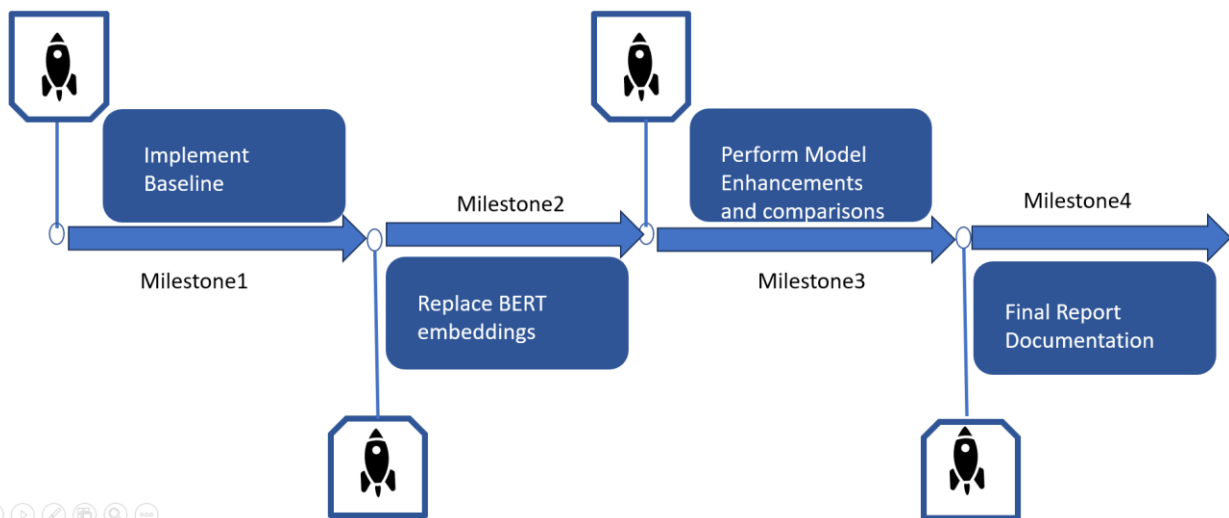 Implement
Baseline
Milestone1
Milestone2
Replace BERT
embeddings
Perform Model
Enhancements
and comparisons
Milestone3
Milestone4
Final Report
Documentation